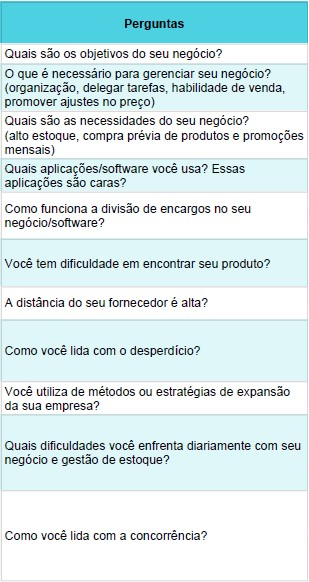 Perguntas
Quais são os objetivos do seu negócio?
O que é necessário para gerenciar seu negócio?
(organização, delegar tarefas, habilidade de venda,
promover ajustes no preço)
Quais são as necessidades do seu negócio?
(alto estoque, compra prévia de produtos e promoções
mensais)
Quais aplicações/software você usa? Essas
aplicações são caras?
Como funciona a divisão de encargos no seu
negócio/software?
Você tem dificuldade em encontrar seu produto?
A distância do seu fornecedor é alta?
Como você lida com o desperdício?
Você utiliza de métodos ou estratégias de expansão
da sua empresa?
Quais dificuldades você enfrenta diariamente com seu
negócio e gestão de estoque?
Como você lida com a concorrência?